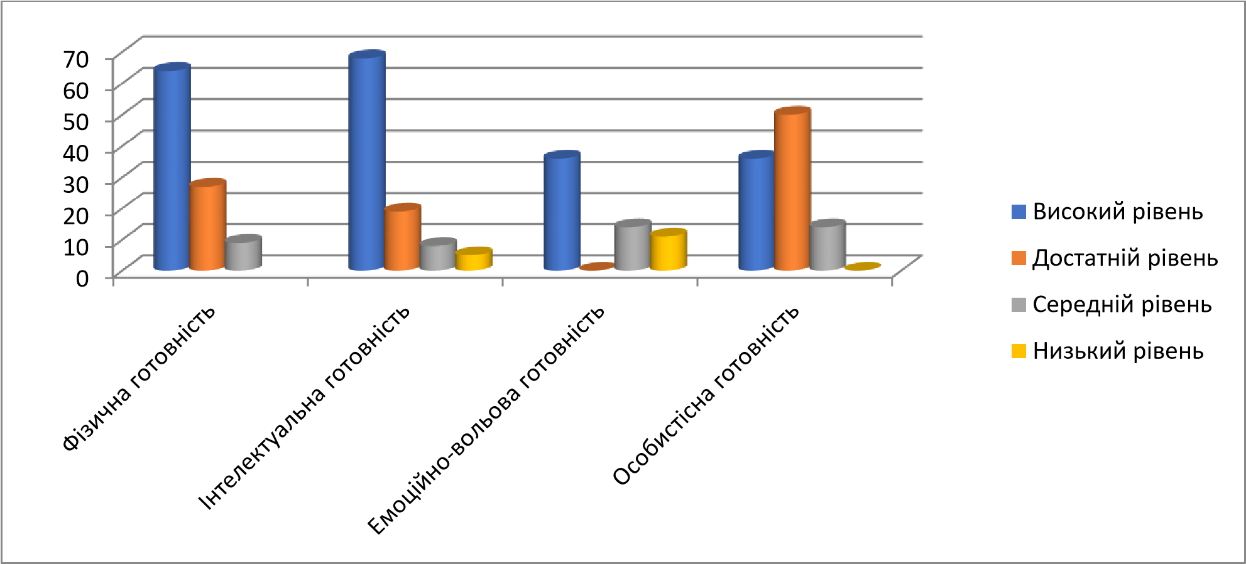 70
60
50
40
30
20
10
0
Фізична готовність
Інтелектуальна готовність
Емоційно-вольова готовність
Особистісна готовність
Високий рівень
Достатній рівень
Середній рівень
Низький рівень